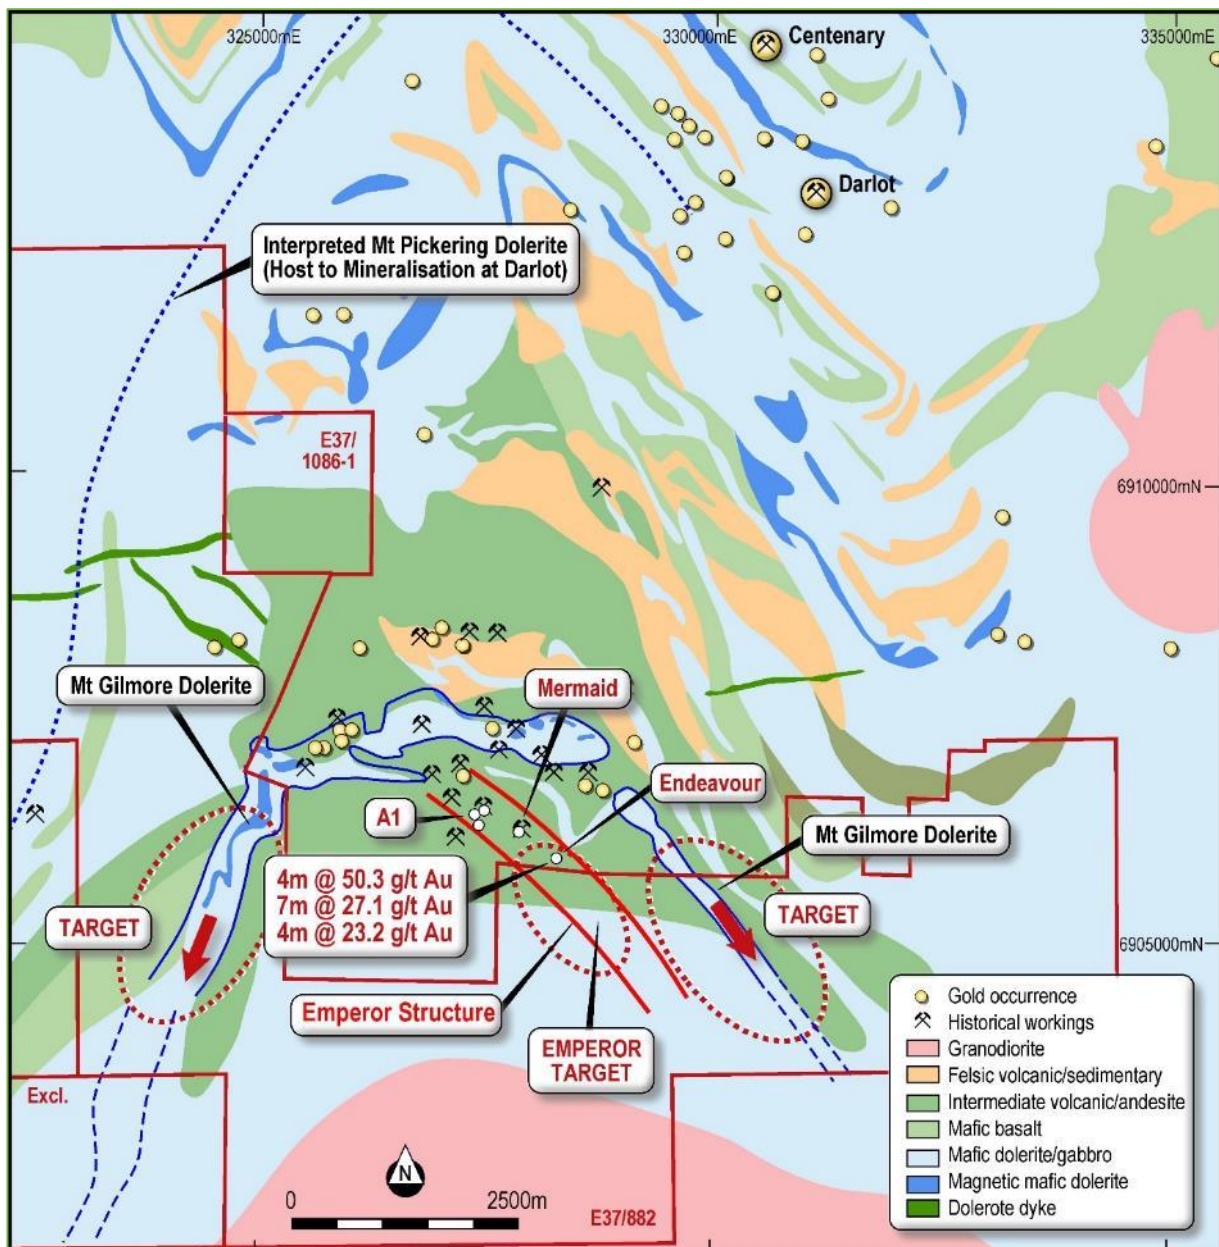 325000mE
330000mE
335000mE
Centenary
Darlot
Interpreted Mt Pickering Dolerite
(Host to Mineralisation at Darlot)
E37/
1086-1
6910000mN
Mt Gilmore Dolerite
Mermaid
Endeavour
A1
Mt Gilmore Dolerite
4m @ 50.3 g/t Au
7m @ 27.1 g/t Au
4m @ 23.2 g/t Au
TARGET
TARGET
6905000mN
Emperor Structure
EMPEROR
TARGET
Excl.
N
0
2500m
E37/882
Gold occurrence
Historical workings
Granodiorite
Felsic volcanic/sedimentary
Intermediate volcanic/andesite
Mafic basalt
Mafic dolerite/gabbro
Magnetic mafic dolerite
Dolerote dyke